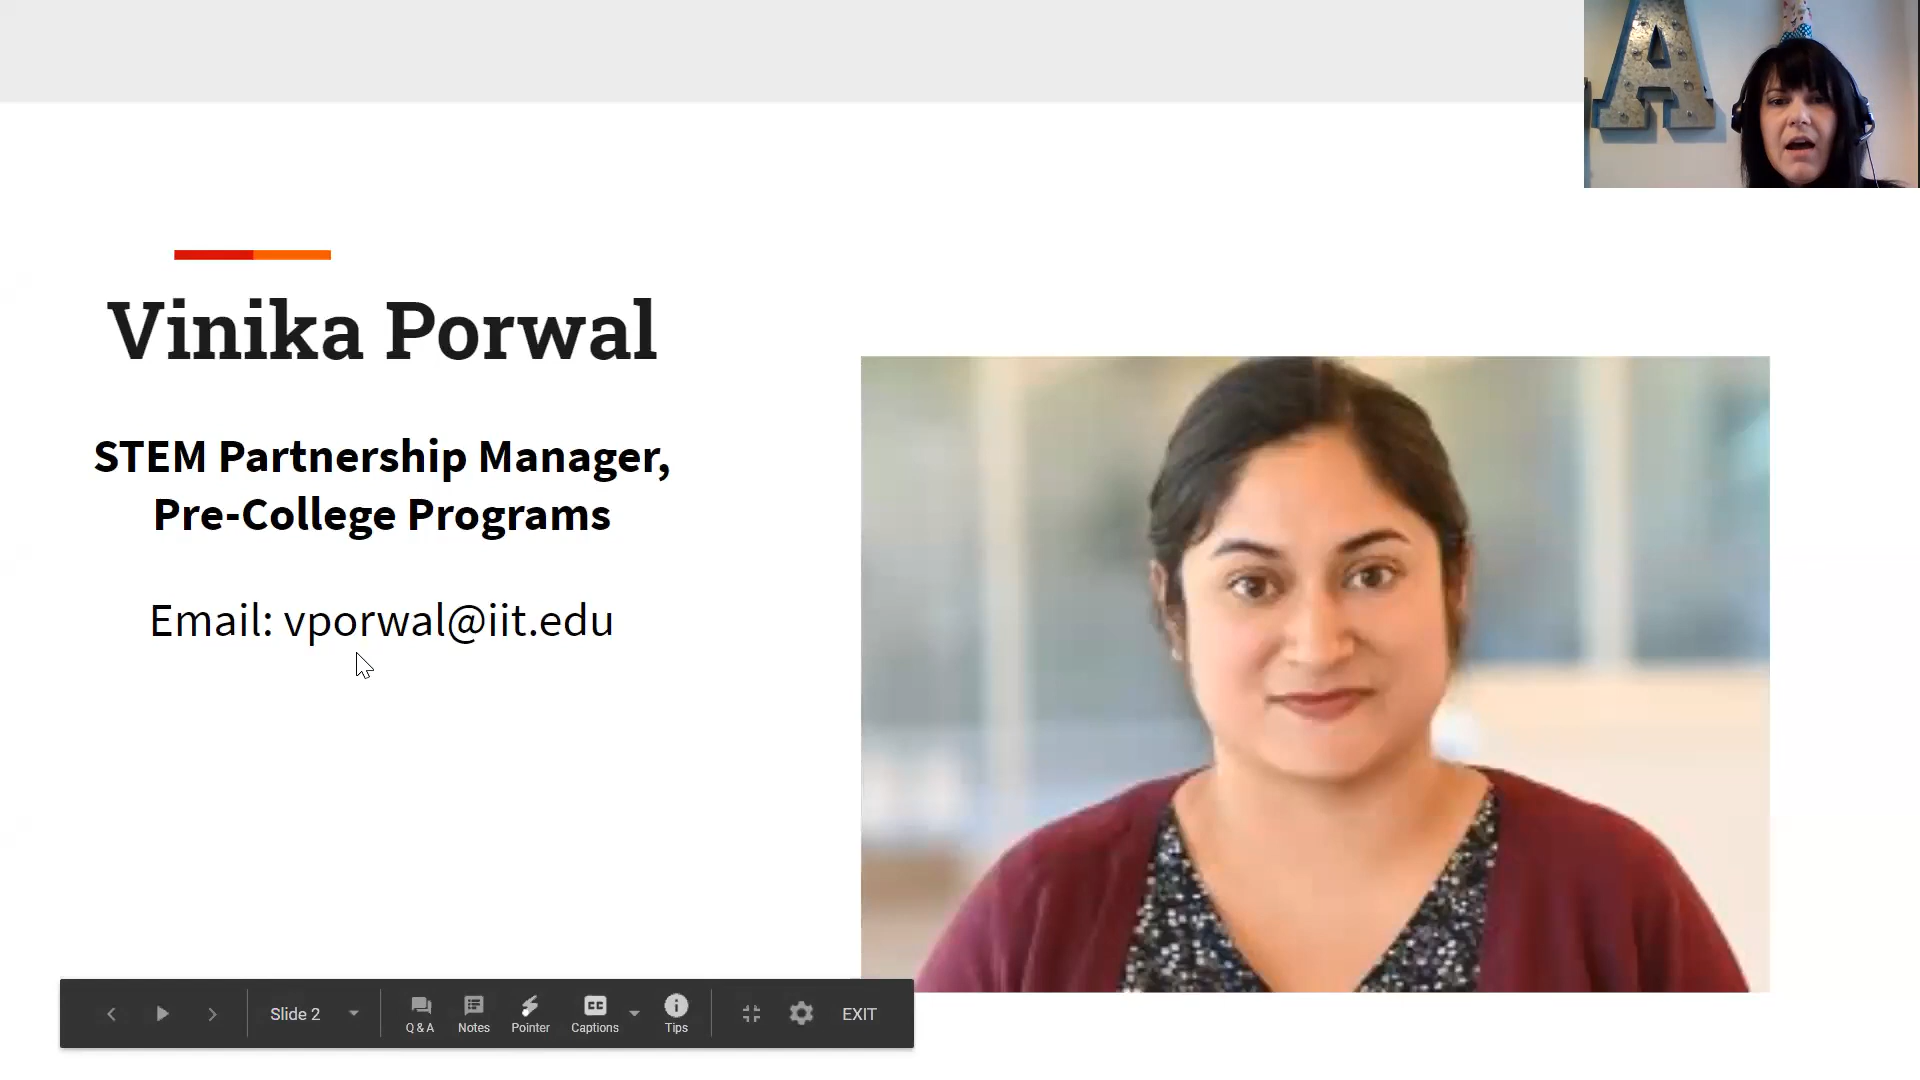 A
Vinika Porwal
STEM Partnership Manager,
Pre-College Programs
Email: vporwal@iit.edu
Slide 2
Q & A
Notes
Pointer
CC
Captions
Tips
EXIT